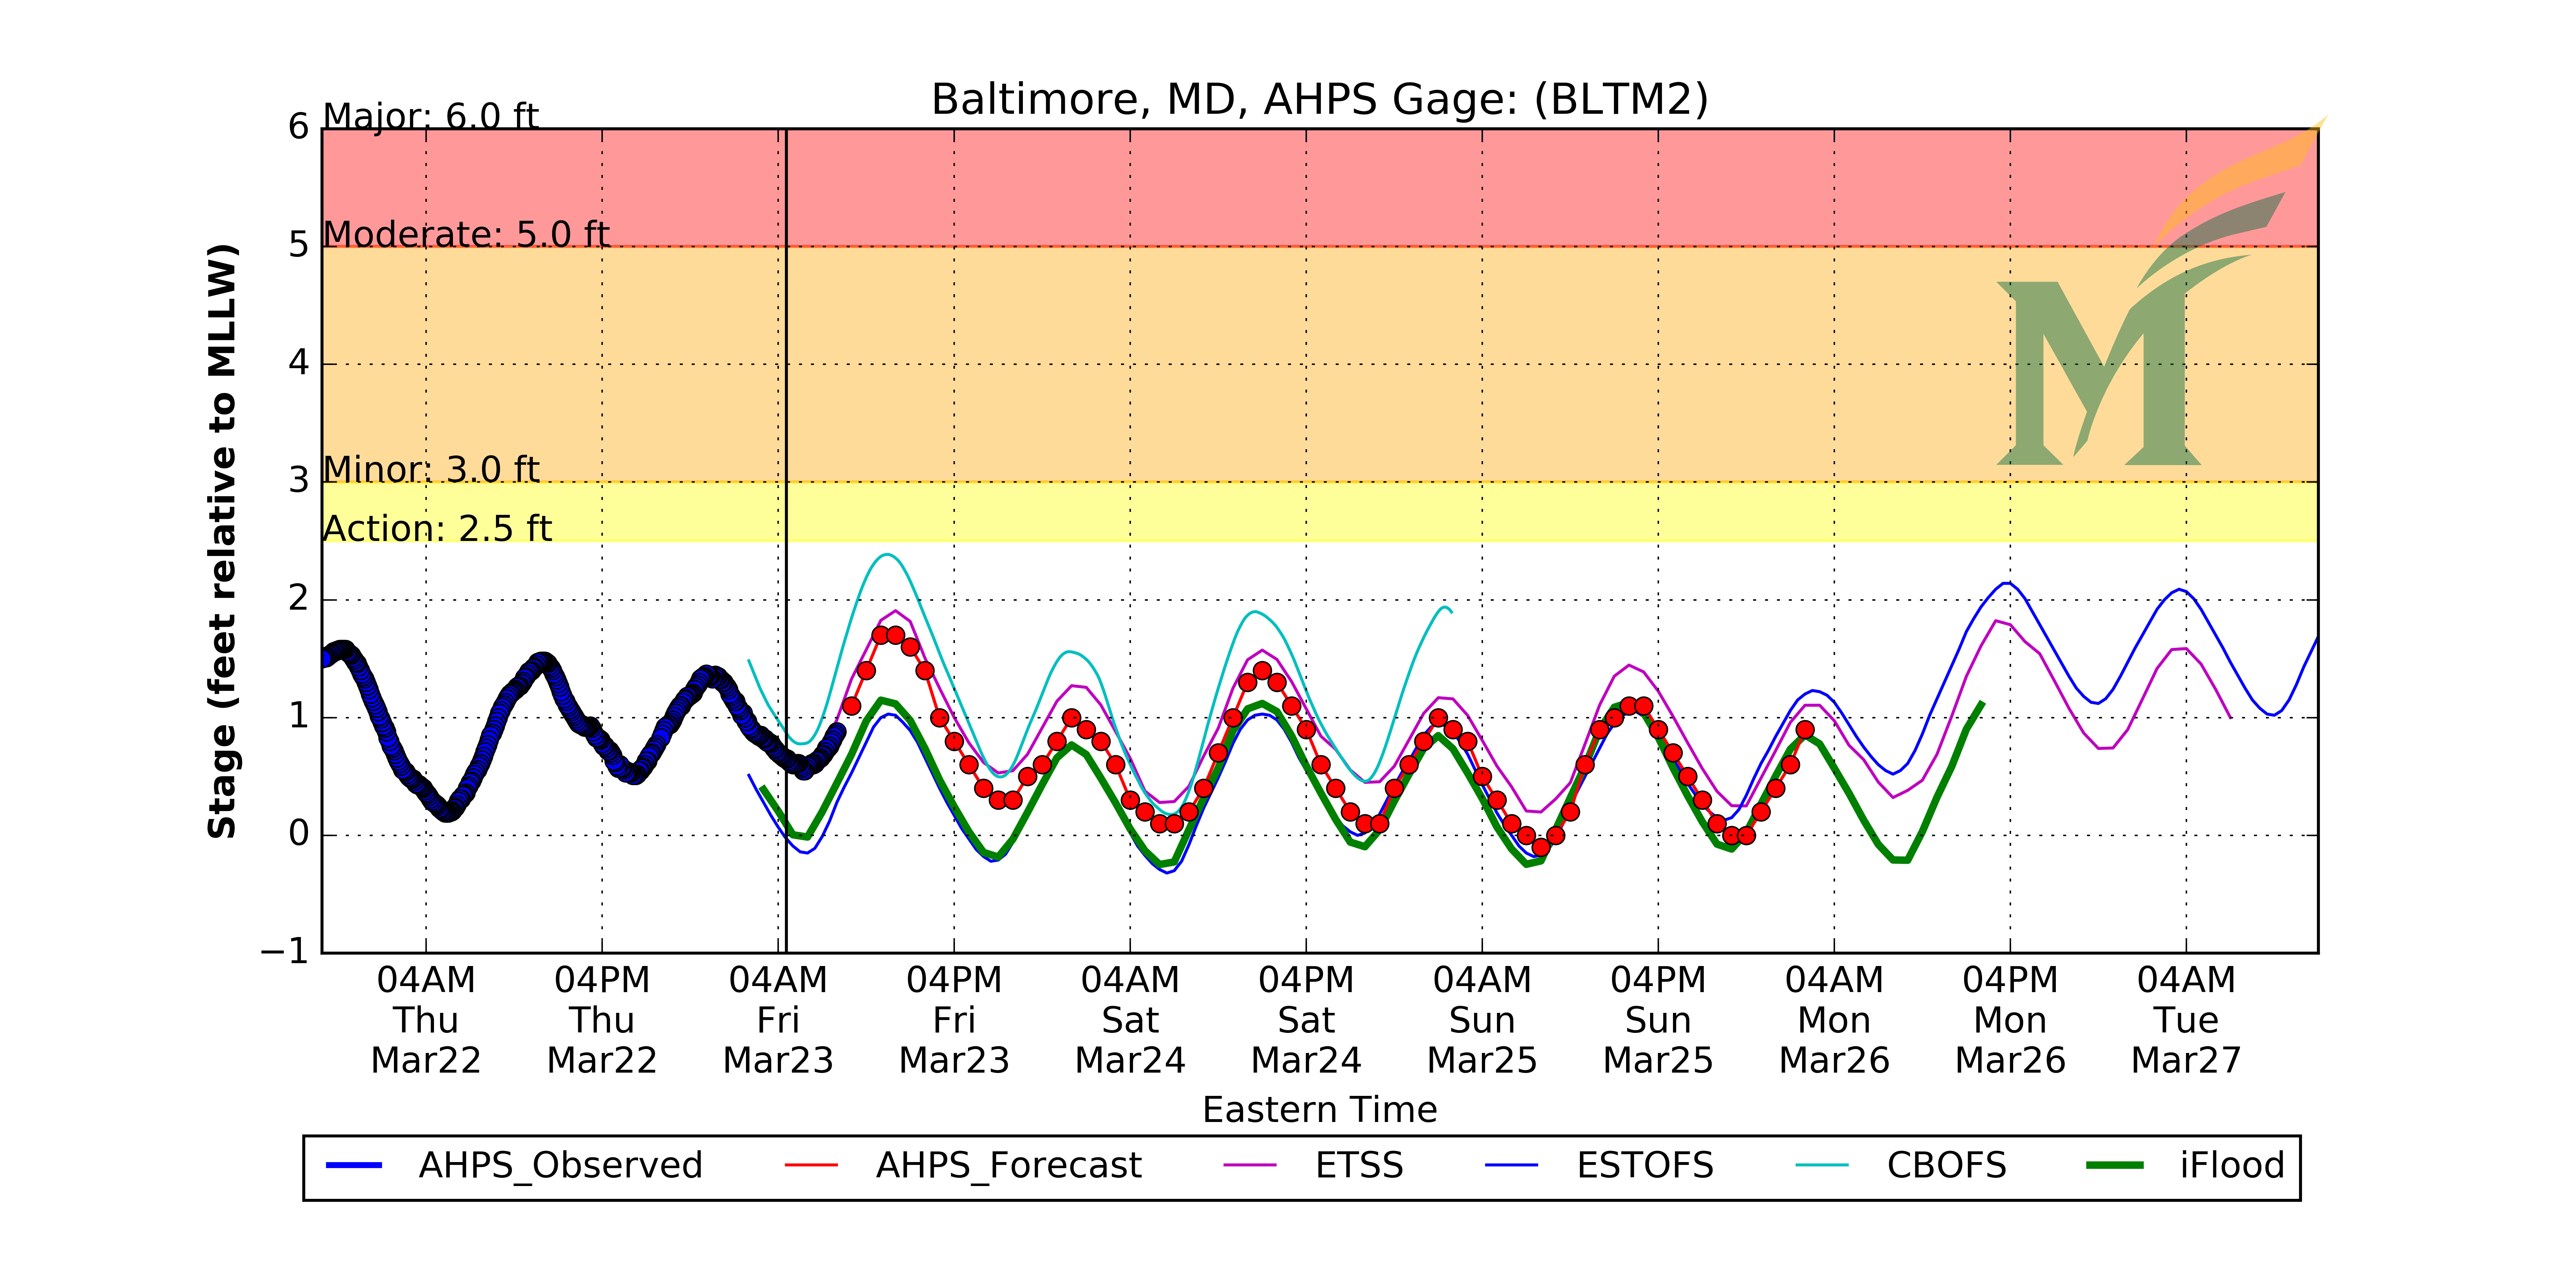 Baltimore, MD, AHPS Gage: (BLTM2)
Major: 6.0 ft
Moderate: 5.0 ft
Minor: 3.0 ft
Action: 2.5 ft
6
5
4
3
2
1
0
−1
Stage (feet relative to MLLW)
04AM 04PM 04AM 04PM 04AM 04PM 04AM 04PM 04AM 04PM 04AM
Thu Thu Fri Fri Sat Sat Sun Sun Mon Mon Tue
Mar22 Mar22 Mar23 Mar23 Mar24 Mar24 Mar25 Mar25 Mar26 Mar26 Mar27
Eastern Time
AHPS_Observed AHPS_Forecast ETSS ESTOFS CBOFS iFlood
M